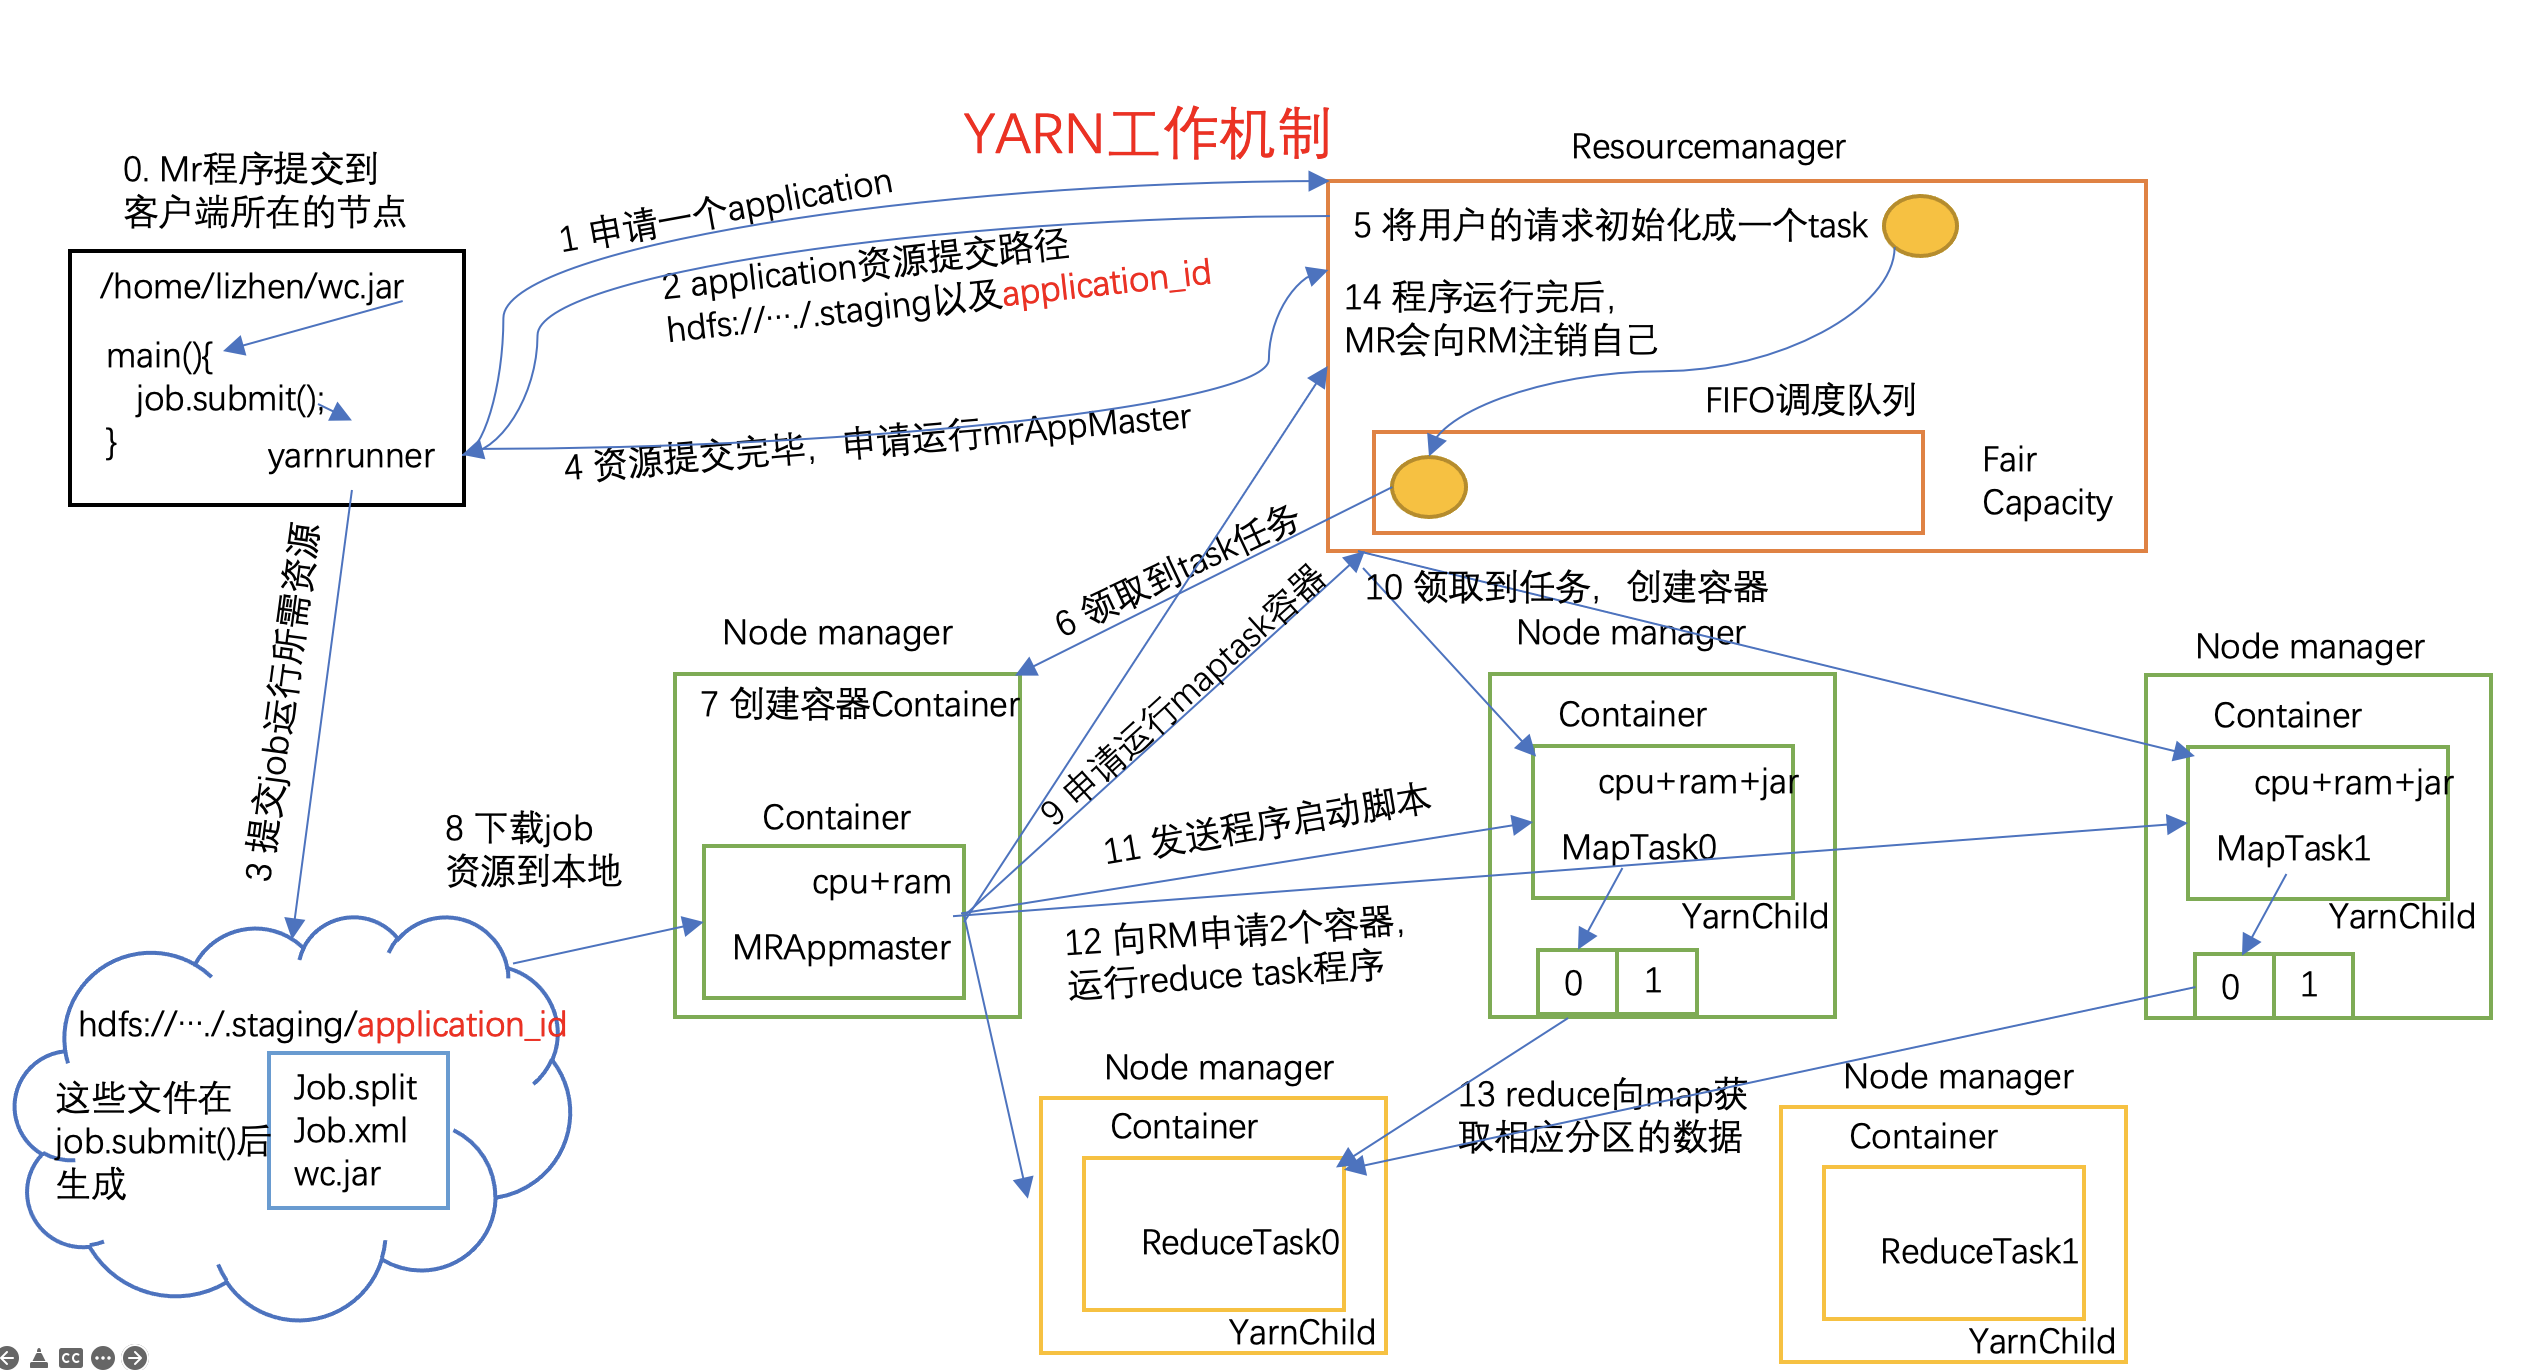 YARN工作机制
0. Mr程序提交到
客户端所在的节点
/home/lizhen/wc.jar
main(){
job.submit();
}
yarnrunner
1 申请一个application
2 application资源提交路径
hdfs://…./.staging以及application_id
4 资源提交完毕，申请运行mrAppMaster
Resourcemanager
5 将用户的请求初始化成一个task
14 程序运行完后，
MR会向RM注销自己
FIFO调度队列
Fair
Capacity
3 提交job运行所需资源
6 领取到task任务
9 申请运行maptask容器
10 领取到任务，创建容器
Node manager
7 创建容器Container
Container
cpu+ram
MRAppmaster
8 下载job
资源到本地
11 发送程序启动脚本
12 向RM申请2个容器，
运行reduce task程序
Node manager
Container
cpu+ram+jar
MapTask0
YarnChild
0
1
Node manager
Container
cpu+ram+jar
MapTask1
YarnChild
0
1
hdfs://…./.staging/application_id
这些文件在
job.submit()后
生成
Job.split
Job.xml
wc.jar
Node manager
Container
ReduceTask0
YarnChild
13 reduce向map获
取相应分区的数据
Node manager
Container
ReduceTask1
YarnChild
CC